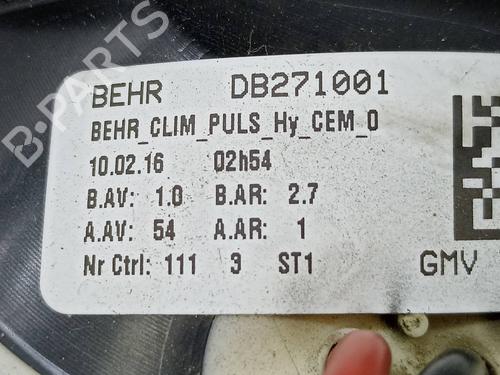 BEHR DB271001
BEHR_CLIM_PULS_Hy_CEM_0
10.02.16 02h54
B.AV: 1.0 B.AR: 2.7
A.AV: 54 A.AR: 1
Nr Ctrl: 111 3 ST1 GMV
B-PARTS